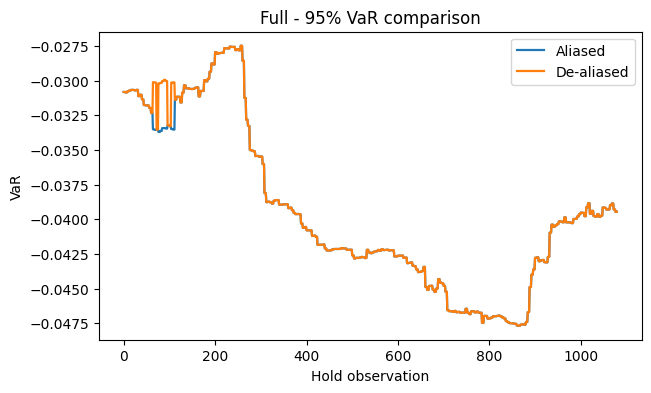 Full - 95% VaR comparison
Aliased
De-aliased
VaR
−0.0275
−0.0300
−0.0325
−0.0350
−0.0375
−0.0400
−0.0425
−0.0450
−0.0475
0 200 400 600 800 1000
Hold observation